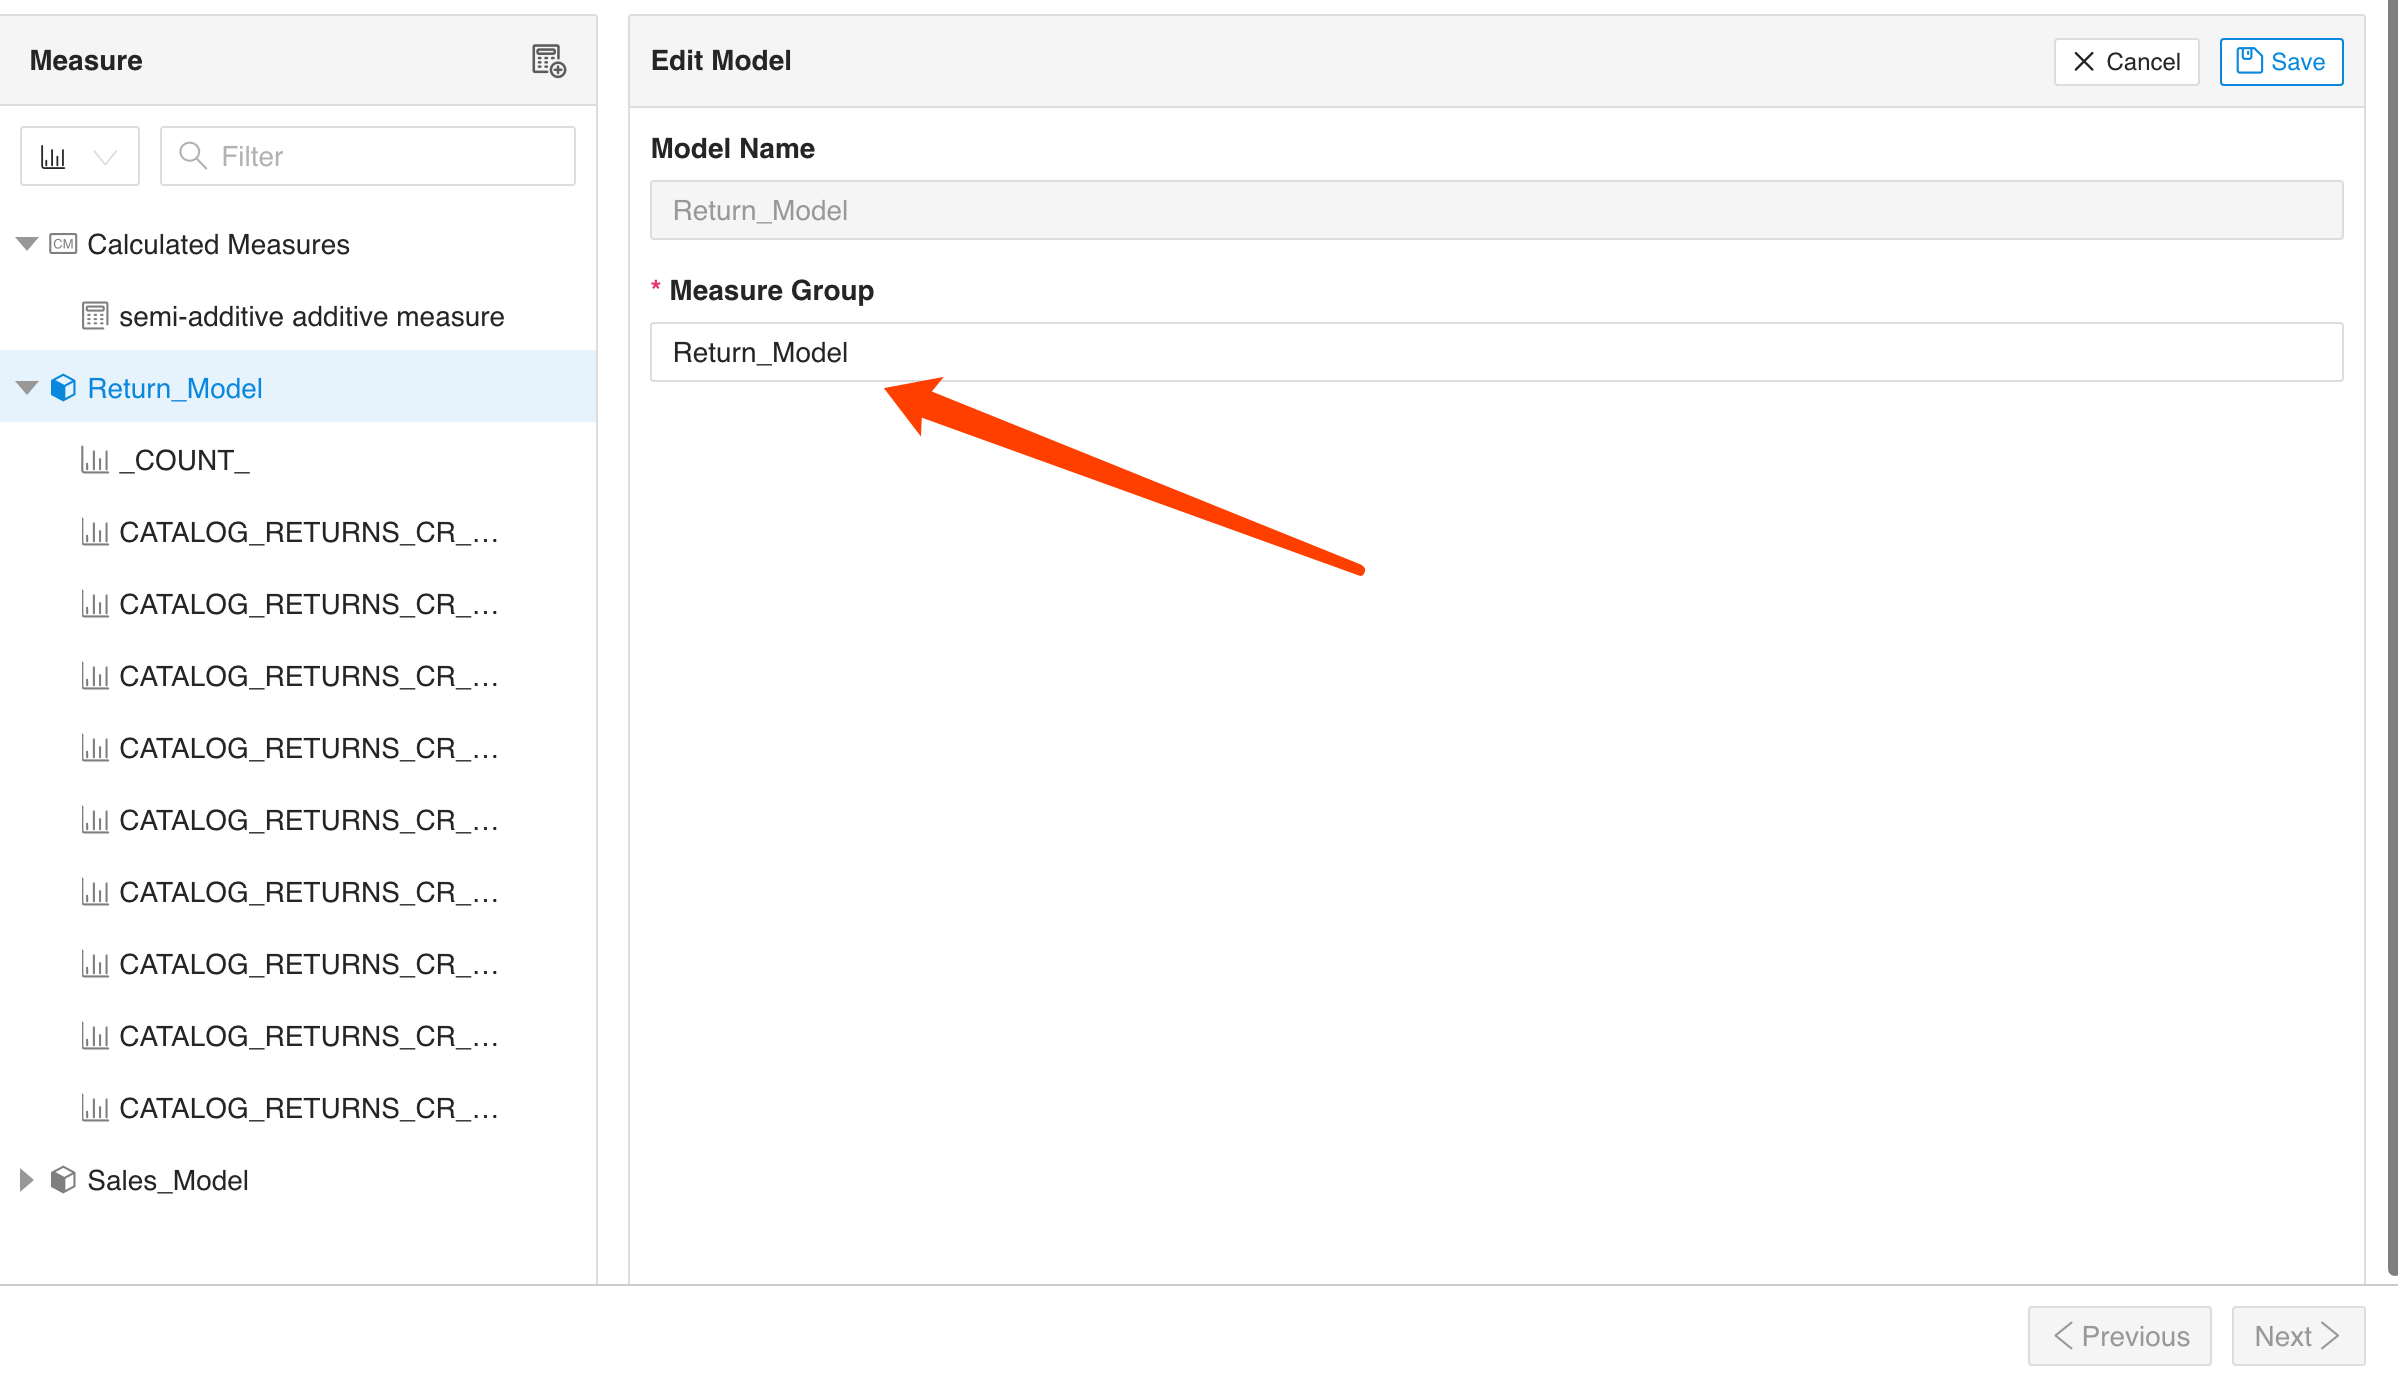 Measure
Filter
CM Calculated Measures
semi-additive additive measure
Return_Model
_COUNT_
CATALOG_RETURNS_CR_...
CATALOG_RETURNS_CR_...
CATALOG_RETURNS_CR_...
CATALOG_RETURNS_CR_...
CATALOG_RETURNS_CR_...
CATALOG_RETURNS_CR_...
CATALOG_RETURNS_CR_...
CATALOG_RETURNS_CR_...
CATALOG_RETURNS_CR_...
Sales_Model
Edit Model
Cancel
Save
Model Name
Return_Model
* Measure Group
Return_Model
Previous
Next